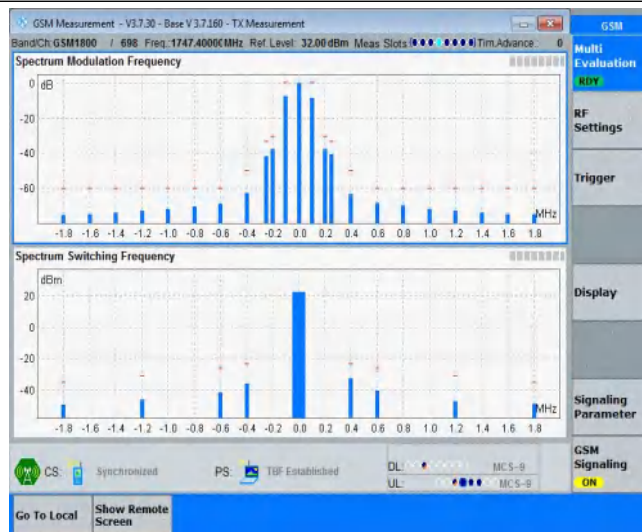 GSM Measurement - V3.7.30 - Base V 3.7.160 - TX Measurement
GSM
Band/Ch: GSM1800 / 698 Freq.: 1747.4000 MHz Ref. Level: 32.00 dBm Meas Slots Tim.Advance: 0
Multi Evaluation
RDY
Spectrum Modulation Frequency
dB
0
-20
-40
-60
MHz
-1.8 -1.6 -1.4 -1.2 -1.0 -0.8 -0.6 -0.4 -0.2 0.0 0.2 0.4 0.6 0.8 1.0 1.2 1.4 1.6 1.8
RF Settings
Trigger
Spectrum Switching Frequency
dBm
20
0
-20
-40
MHz
-1.8 -1.6 -1.4 -1.2 -1.0 -0.8 -0.6 -0.4 -0.2 0.0 0.2 0.4 0.6 0.8 1.0 1.2 1.4 1.6 1.8
Display
Signaling Parameter
CS: Synchronized PS: TBF Established DL: MCS-9
UL: MCS-9
GSM Signaling
ON
Go To Local
Show Remote Screen